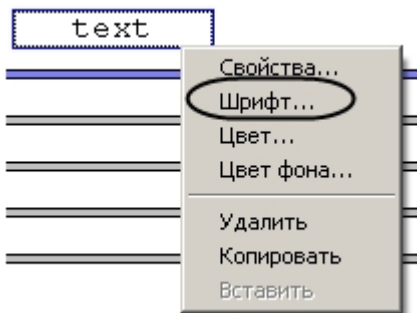 text
Свойства...
Шрифт...
Цвет...
Цвет фона...
Удалить
Копировать
Вставить